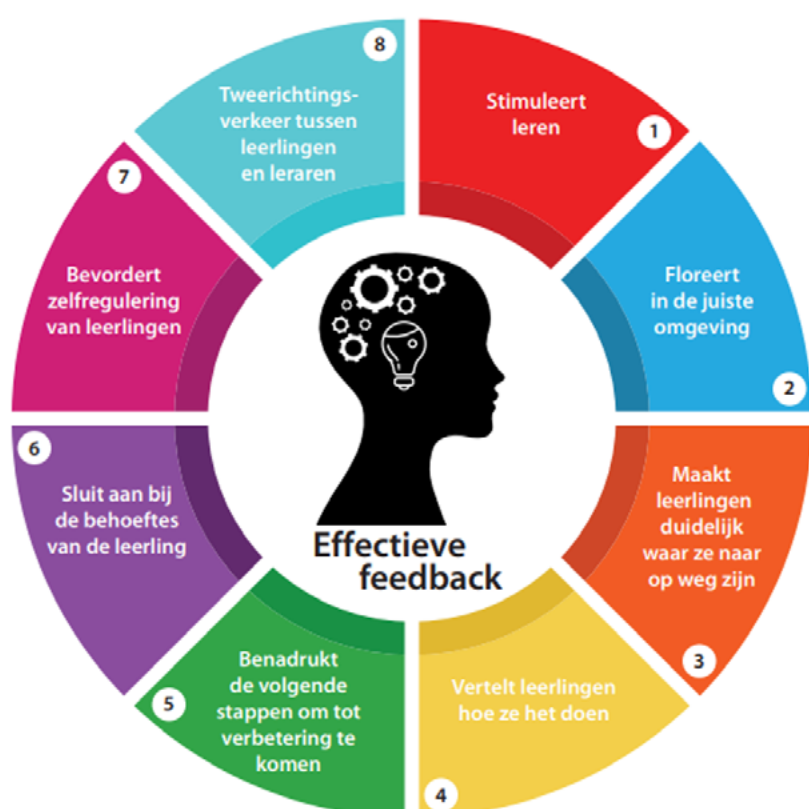 1
Stimuleert
leren
2
Floreert
in de juiste
omgeving
3
Maakt
leerlingen
duidelijk
waar ze naar
op weg zijn
4
Vertelt leerlingen
hoe ze het doen
5
Benadrukt
de volgende
stappen om tot
verbetering te
komen
6
Sluit aan bij
de behoeftes
van de leerling
7
Bevordert
zelfregulering
van leerlingen
8
Tweerichtings-
verkeer tussen
leerlingen
en leraren
Effectieve
feedback